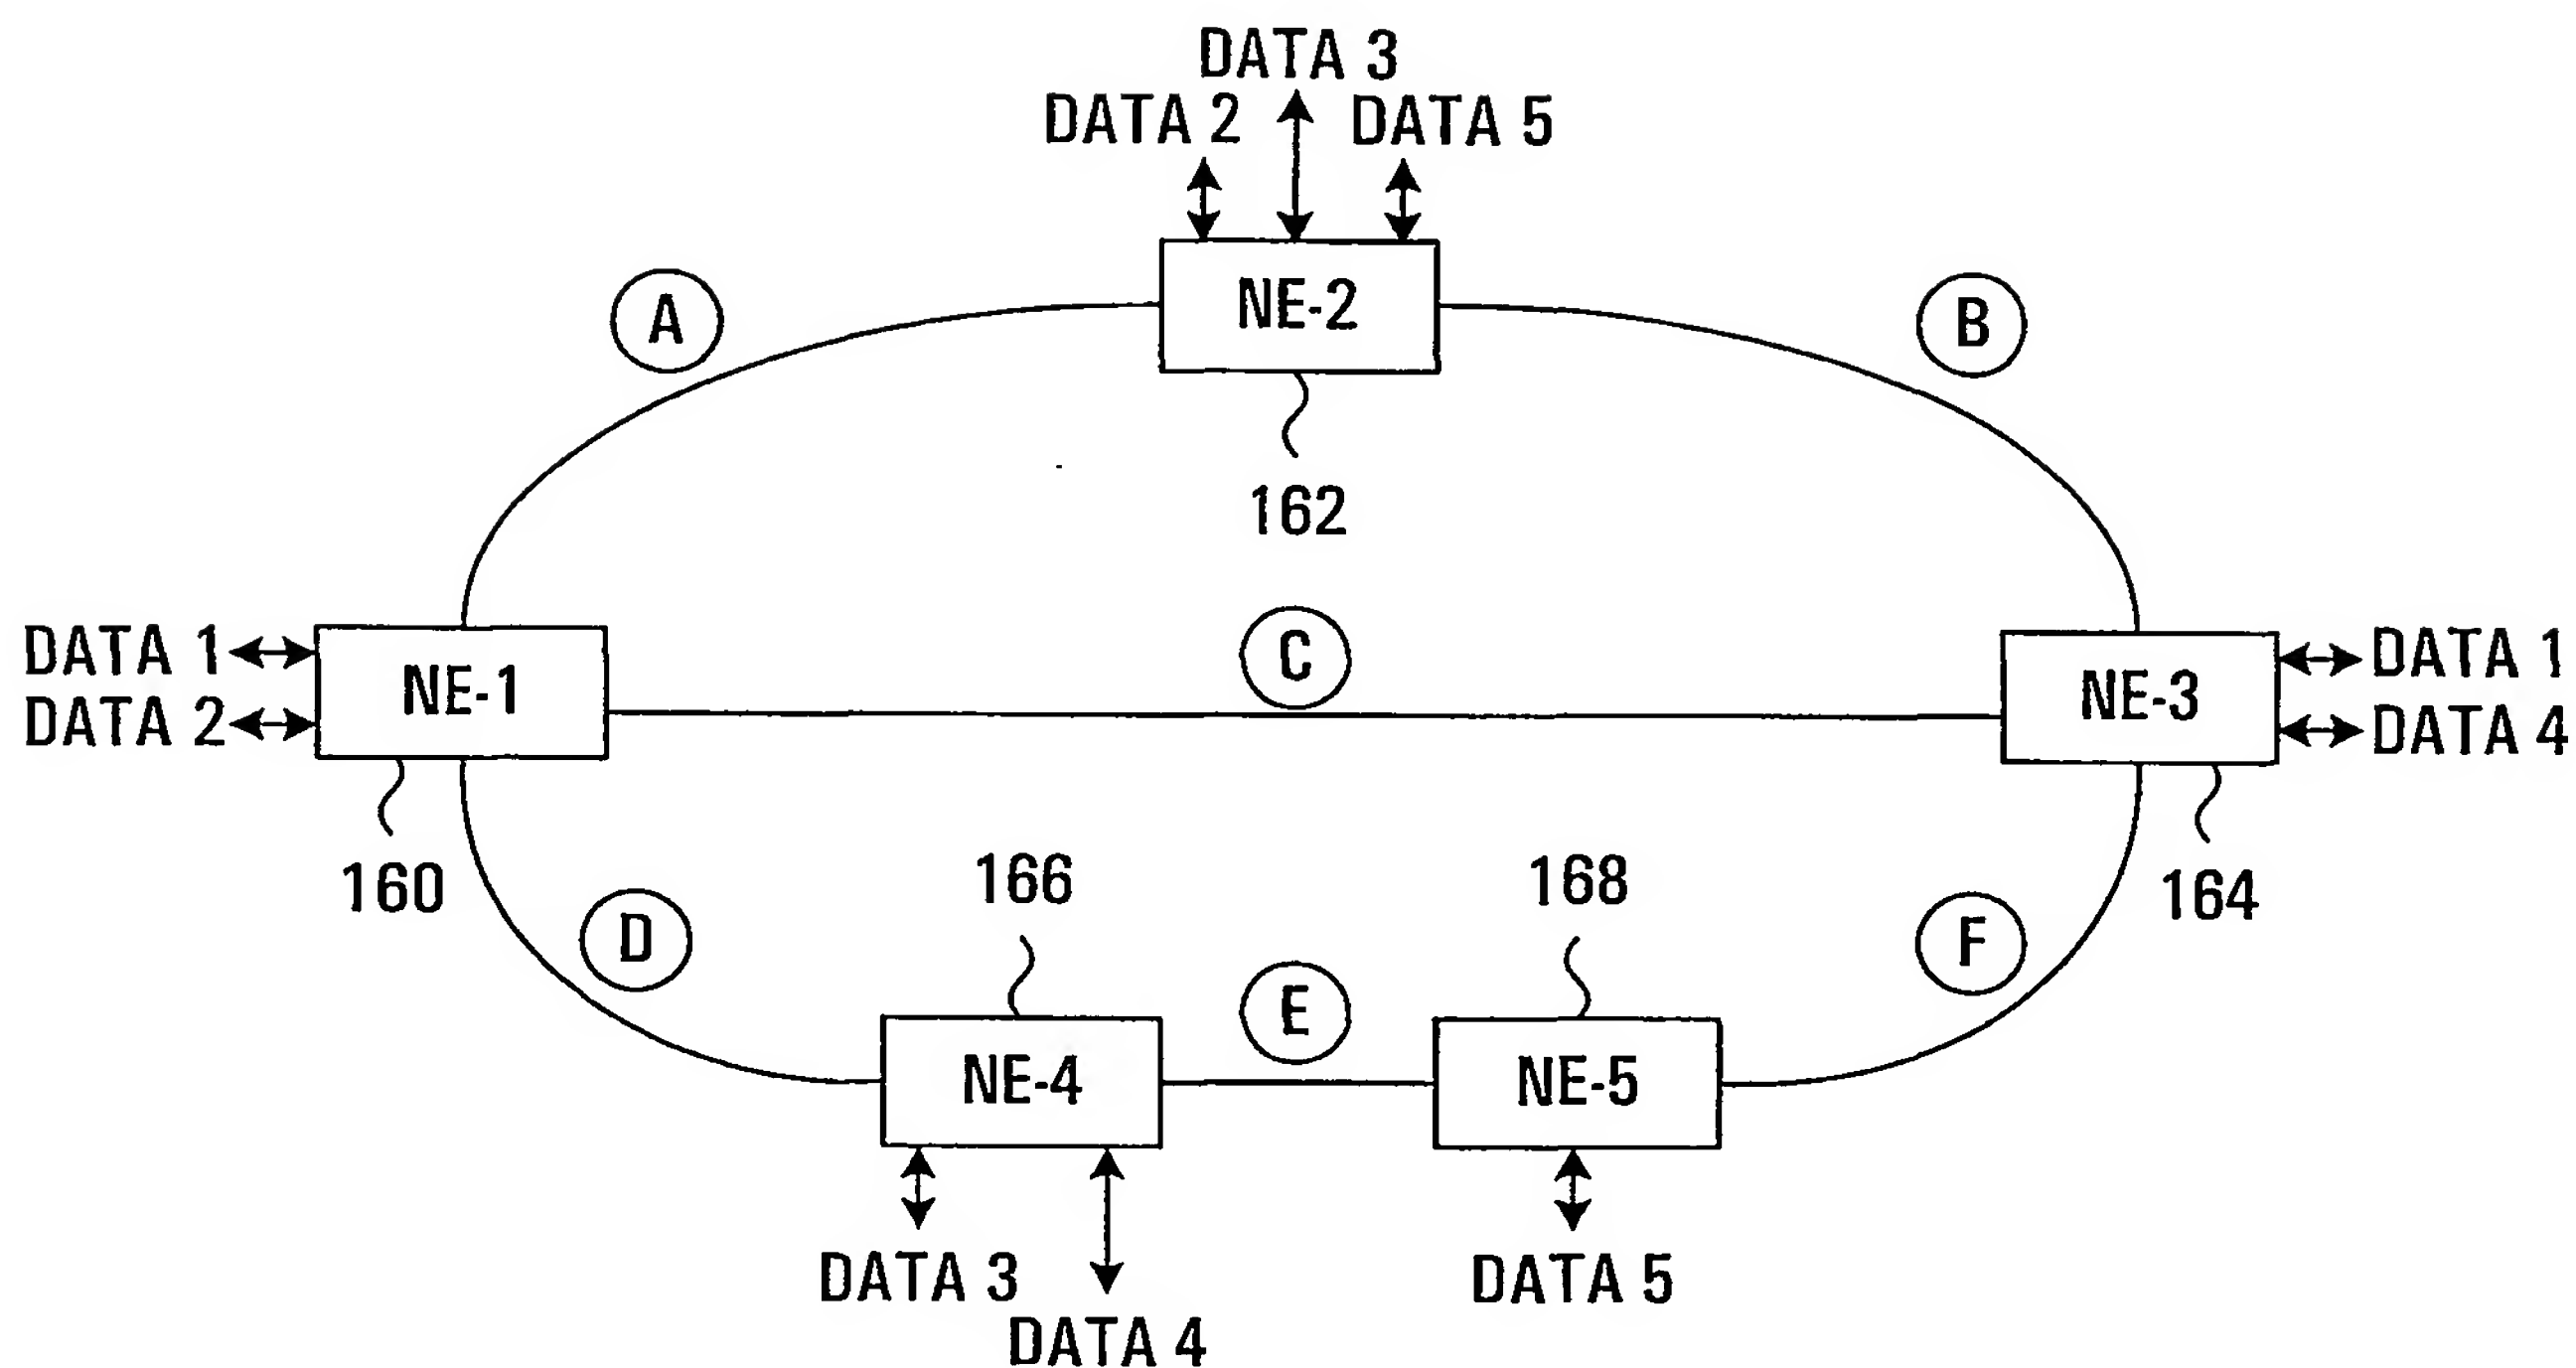 DATA 3
DATA 2
DATA 5
NE-2
A
B
162
DATA 1
DATA 2
NE-1
C
NE-3
DATA 1
DATA 4
160
164
166
168
D
E
F
NE-4
NE-5
DATA 3
DATA 4
DATA 5